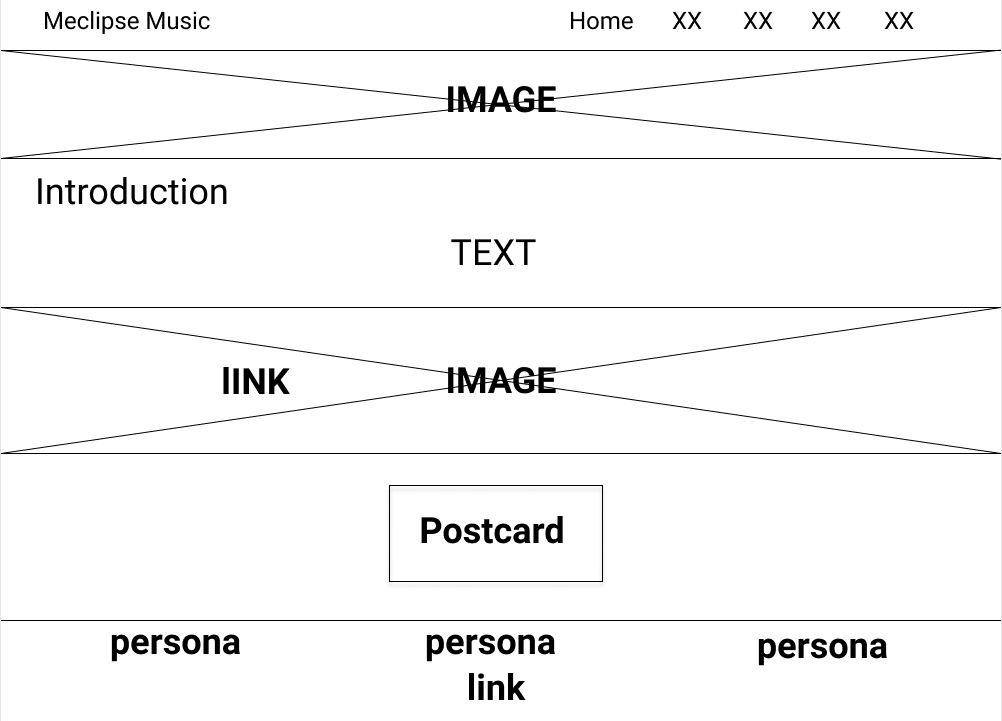 Meclipse Music Home XX XX XX XX
IMAGE
Introduction
TEXT
lINK IMAGE
Postcard
persona persona persona
link